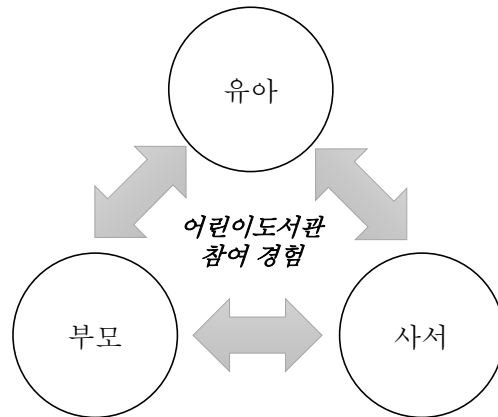 유아
어린이도서관
참여 경험
부모
사서